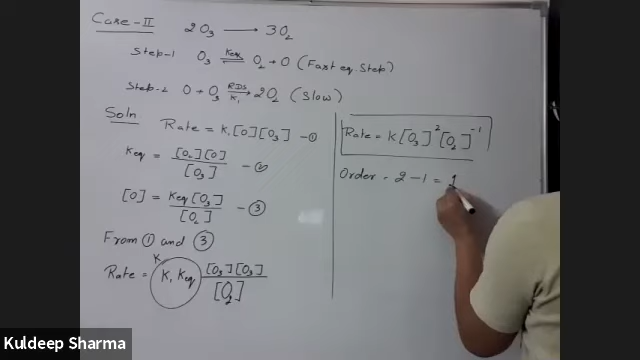 Case-II 2O₃ ⟶ 3O₂
Step-1 O₃ ⇌ Keq O₂ + O (Fast eq. Step)
Step-2 O + O₃ RDS K₁ ⟶ 2O₂ (Slow)
Soln
Rate = K₁[O][O₃] —①
Keq = [O₂][O] / [O₃] —②
[O] = Keq[O₃] / [O₂] —③
From ① and ③
K
Rate = K₁ Keq [O₃][O₃] / [O₂]
Rate = K[O₃]²[O₂]⁻¹
Order = 2 – 1 = 1
Kuldeep Sharma